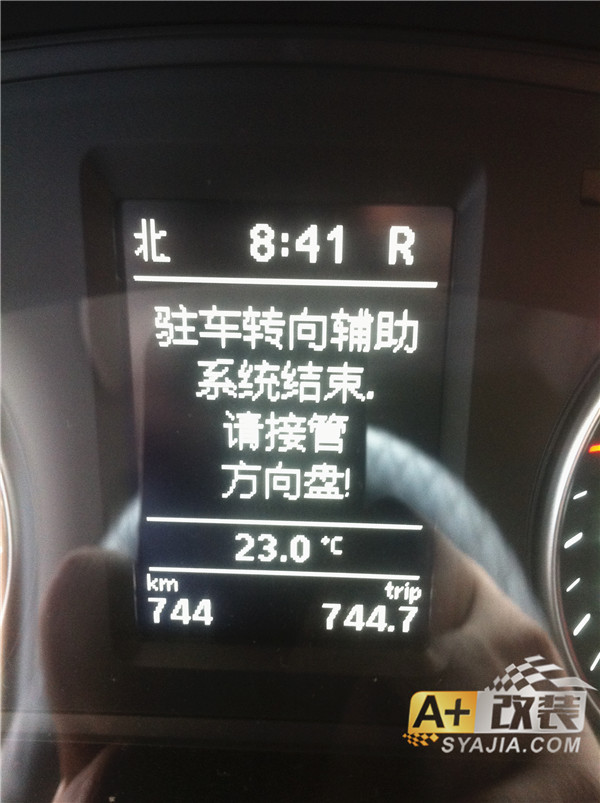 北 8:41 R
驻车转向辅助
系统结束.
请接管
方向盘!
23.0 °C
km trip
744 744.7
A+改装
SYAJIA.COM